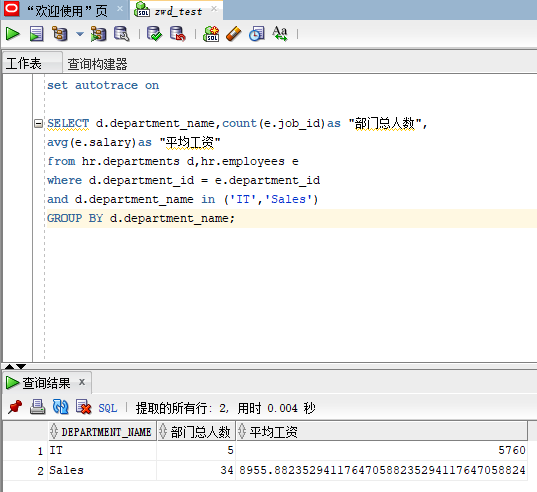 “欢迎使用”页 zwd_test
工作表 查询构建器
set autotrace on
SELECT d.department_name,count(e.job_id)as "部门总人数",
avg(e.salary)as "平均工资"
from hr.departments d,hr.employees e
where d.department_id = e.department_id
and d.department_name in ('IT','Sales')
GROUP BY d.department_name;
查询结果 x
SQL | 提取的所有行: 2, 用时 0.004 秒
DEPARTMENT_NAME 部门总人数 平均工资
1 IT 5 5760
2 Sales 34 8955.88235294117647058823529411764705 8824